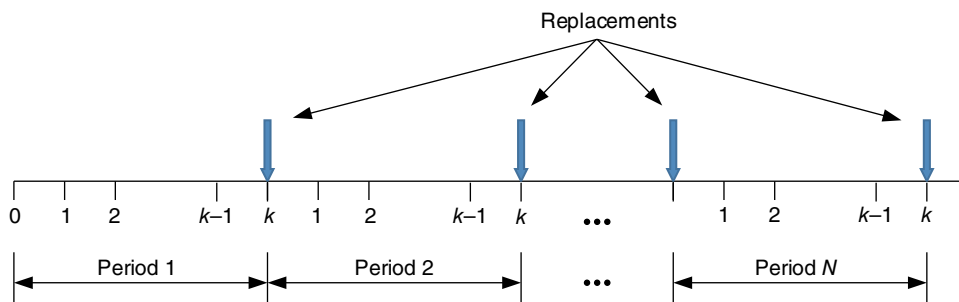 Replacements
0 1 2 k–1 k 1 2 k–1 k ••• 1 2 k–1 k
Period 1 Period 2 ••• Period N